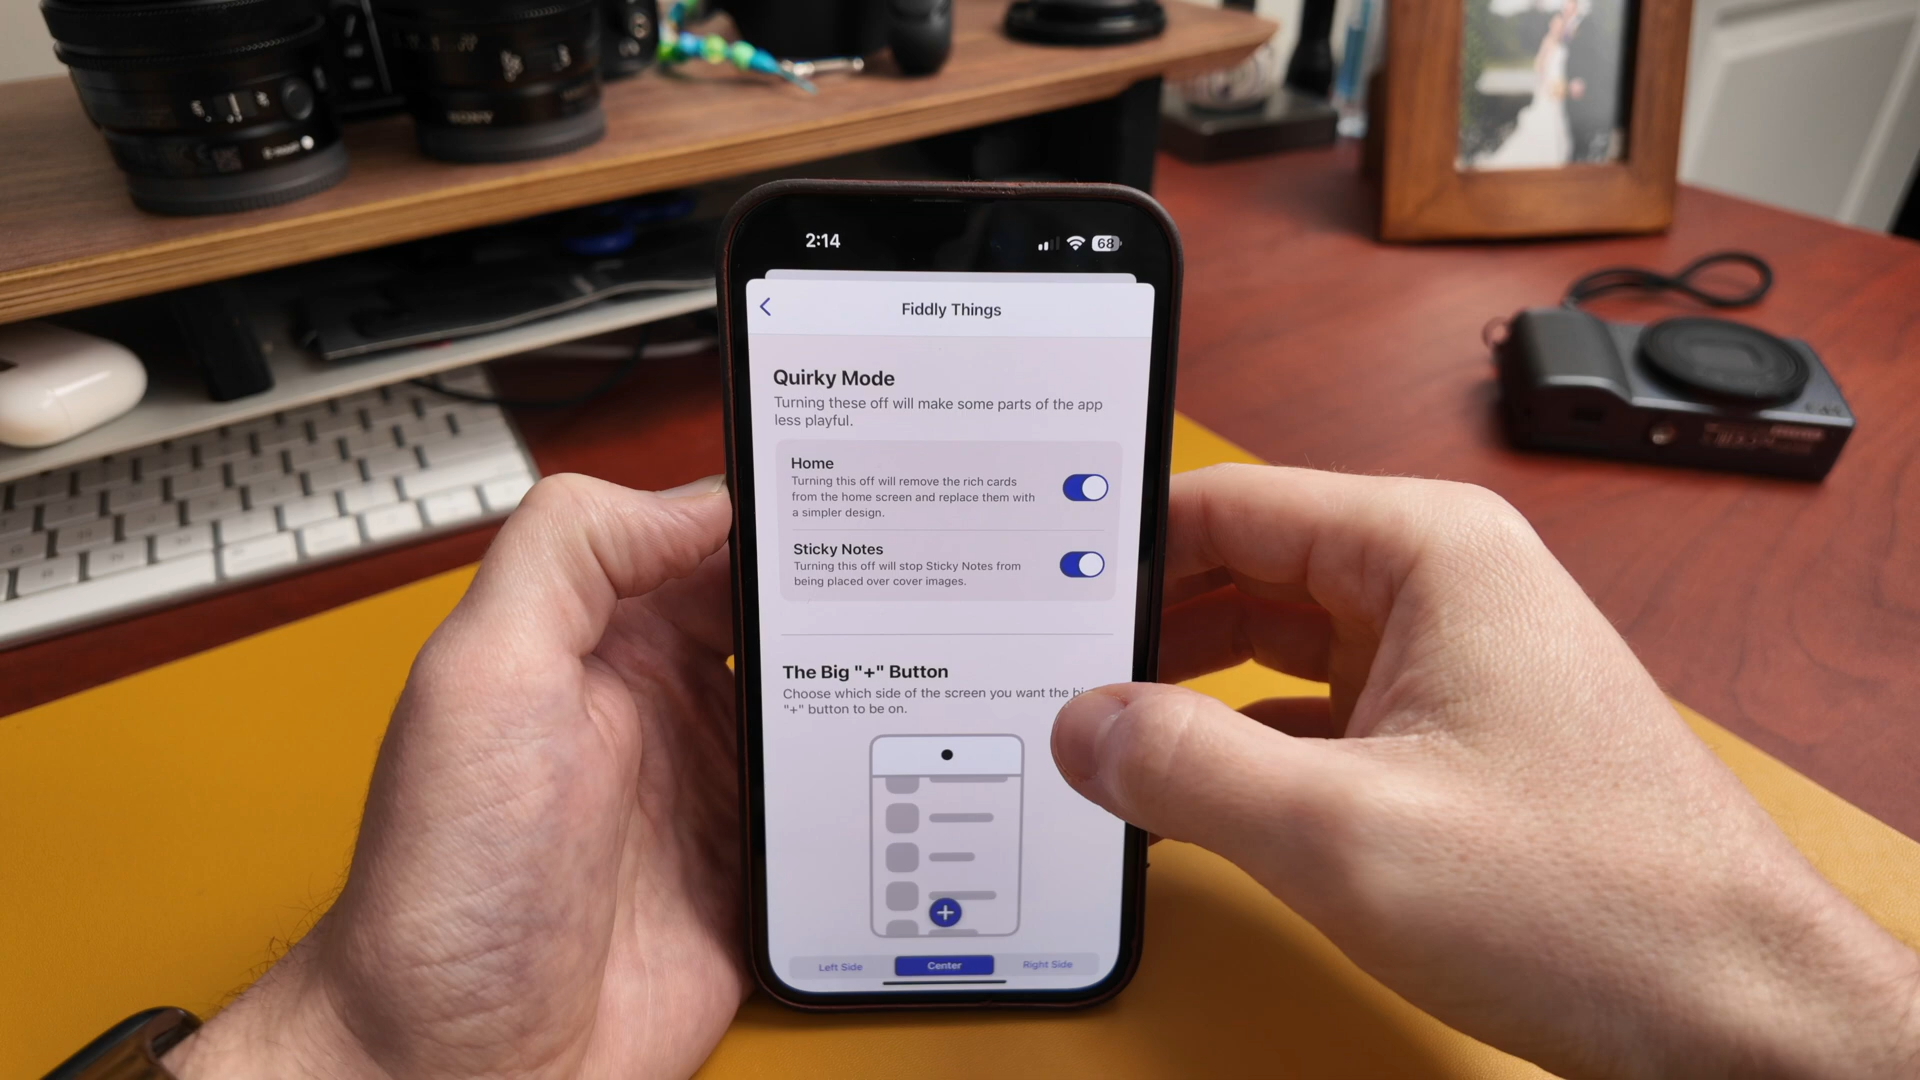 SONY
2:14
68
Fiddly Things
Quirky Mode
Turning these off will make some parts of the app
less playful.
Home
Turning this off will remove the rich cards
from the home screen and replace them with
a simpler design.
Sticky Notes
Turning this off will stop Sticky Notes from
being placed over cover images.
The Big "+" Button
Choose which side of the screen you want the
"+" button to be on.
Left Side
Center
Right Side